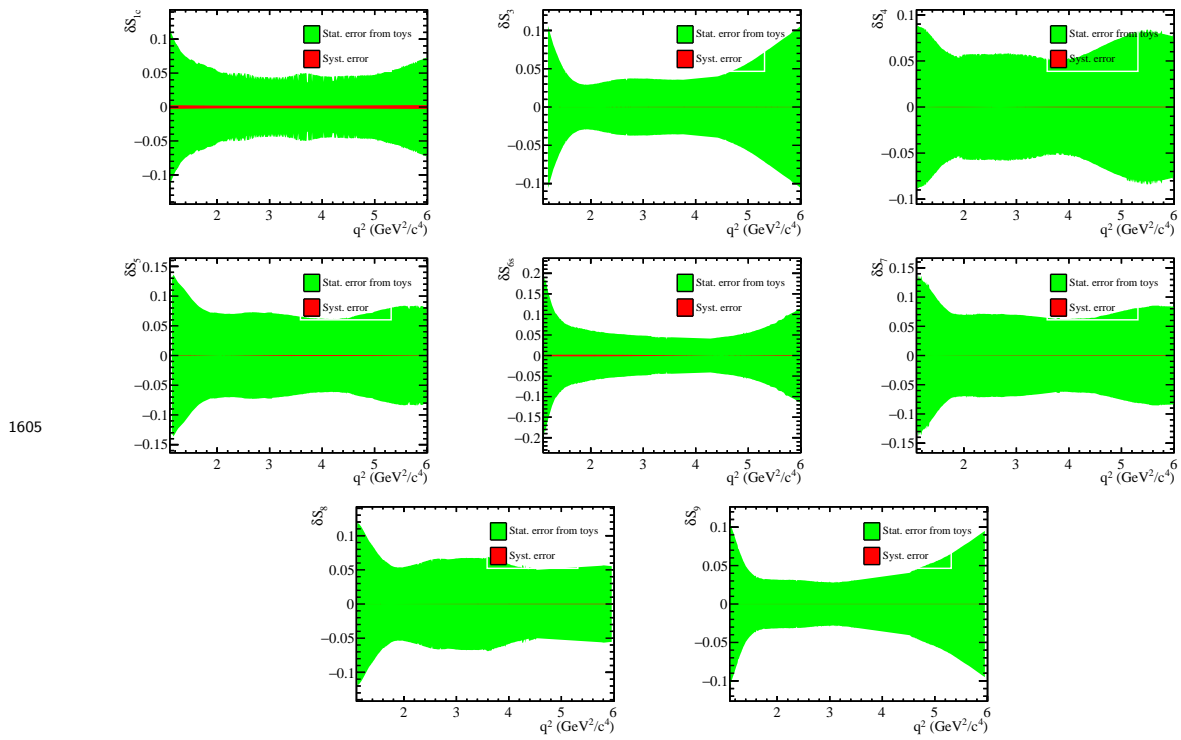 δS1c
0.1
0.05
0
−0.05
−0.1
2 3 4 5 6
q² (GeV²/c⁴)
Stat. error from toys
Syst. error
δS3
0.1
0.05
0
−0.05
−0.1
2 3 4 5 6
q² (GeV²/c⁴)
Stat. error from toys
Syst. error
δS4
0.1
0.05
0
−0.05
−0.1
2 3 4 5 6
q² (GeV²/c⁴)
Stat. error from toys
Syst. error
δS5
0.15
0.1
0.05
0
−0.05
−0.1
−0.15
2 3 4 5 6
q² (GeV²/c⁴)
Stat. error from toys
Syst. error
δS6s
0.2
0.15
0.1
0.05
0
−0.05
−0.1
−0.15
−0.2
2 3 4 5 6
q² (GeV²/c⁴)
Stat. error from toys
Syst. error
δS7
0.15
0.1
0.05
0
−0.05
−0.1
−0.15
2 3 4 5 6
q² (GeV²/c⁴)
Stat. error from toys
Syst. error
1605
δS8
0.1
0.05
0
−0.05
−0.1
2 3 4 5 6
q² (GeV²/c⁴)
Stat. error from toys
Syst. error
δS9
0.1
0.05
0
−0.05
−0.1
2 3 4 5 6
q² (GeV²/c⁴)
Stat. error from toys
Syst. error